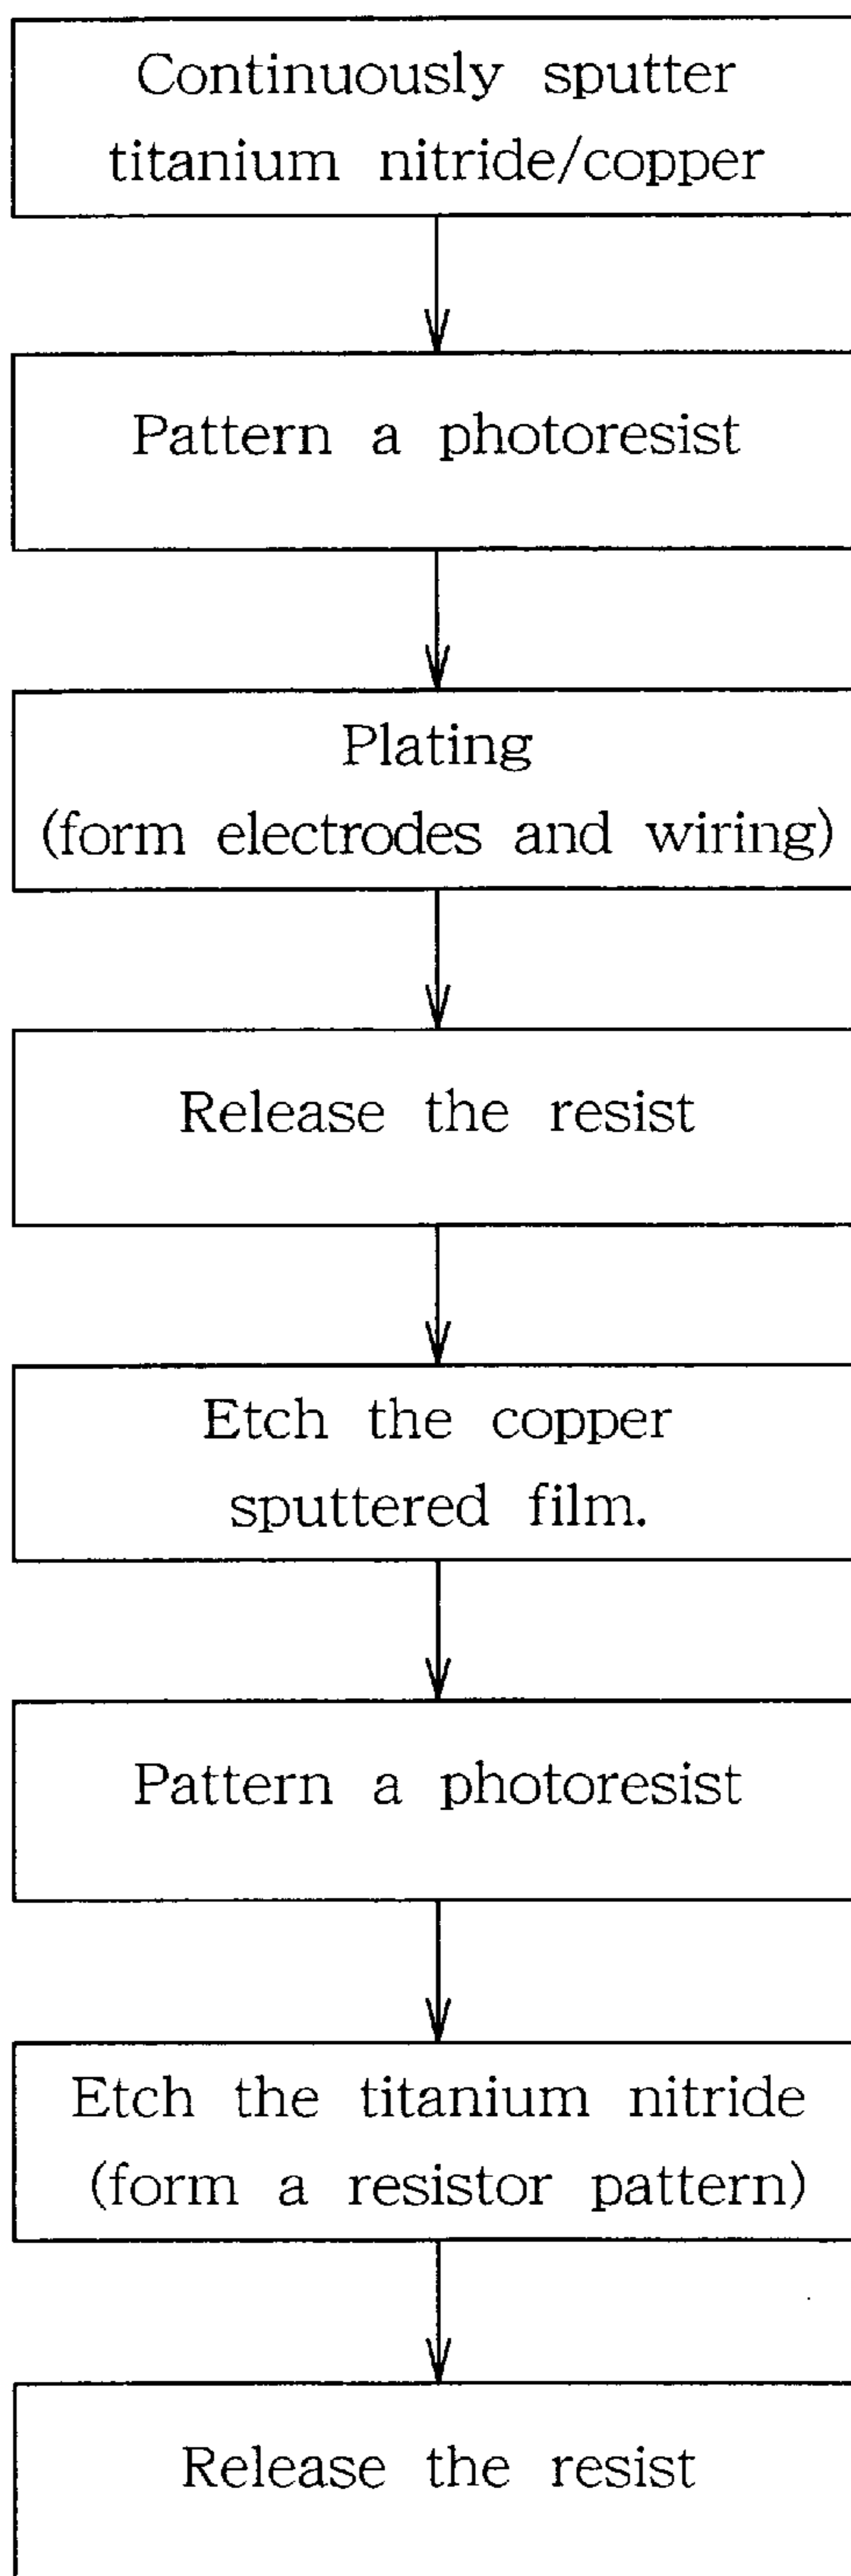 Continuously sputter
titanium nitride/copper
Pattern a photoresist
Plating
(form electrodes and wiring)
Release the resist
Etch the copper
sputtered film.
Pattern a photoresist
Etch the titanium nitride
(form a resistor pattern)
Release the resist